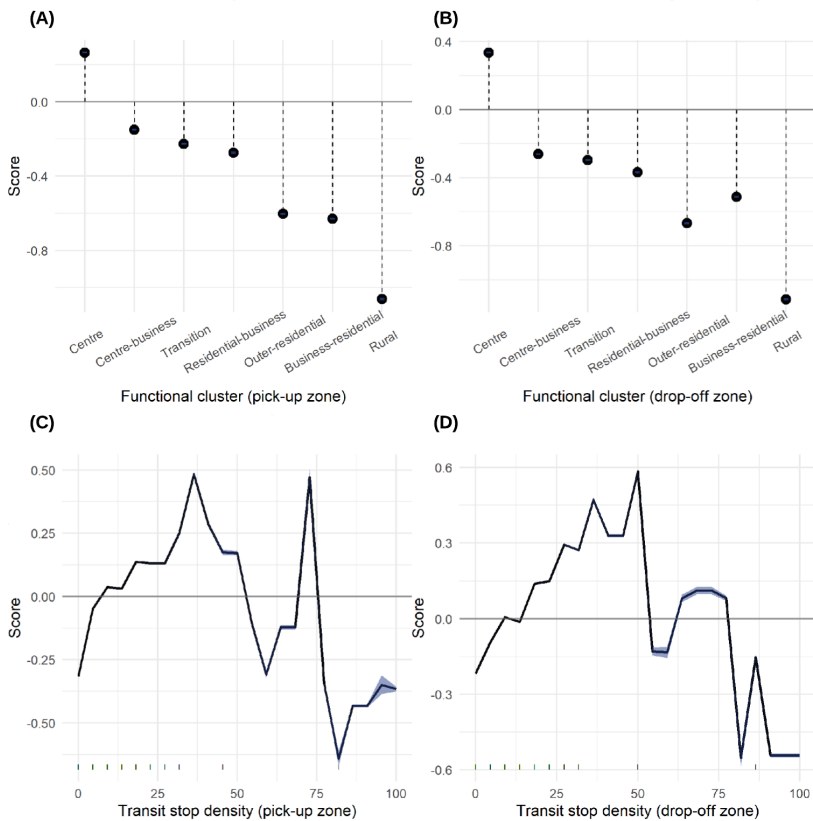 (A)
(B)
0.4
0.0
0.0
Score
Score
-0.4
-0.4
-0.8
-0.8
Centre
Centre-business
Transition
Residential-business
Outer-residential
Business-residential
Rural
Centre
Centre-business
Transition
Residential-business
Outer-residential
Business-residential
Rural
Functional cluster (pick-up zone)
Functional cluster (drop-off zone)
(C)
(D)
0.50
0.25
0.00
-0.25
-0.50
Score
0.6
0.3
0.0
-0.3
-0.6
Score
0 25 50 75 100
0 25 50 75 100
Transit stop density (pick-up zone)
Transit stop density (drop-off zone)